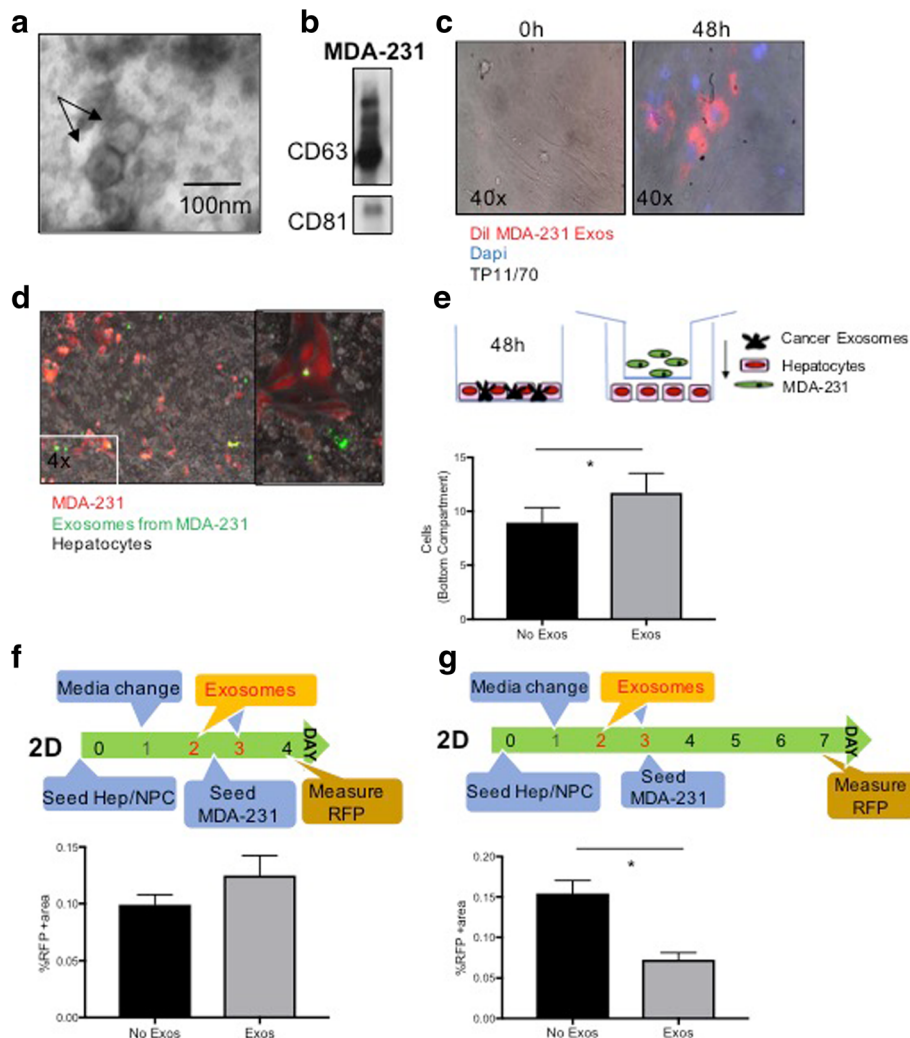 a
100nm
b
MDA-231
CD63
CD81
c
0h
48h
40x
40x
Dil MDA-231 Exos
Dapi
TP11/70
d
4x
MDA-231
Exosomes from MDA-231
Hepatocytes
e
48h
Cancer Exosomes
Hepatocytes
MDA-231
15
10
5
0
Cells
(Bottom Compartment)
*
No Exos
Exos
f
Media change
Exosomes
2D
0 1 2 3 4 DAY
Seed Hep/NPC
Seed
MDA-231
Measure
RFP
0.15
0.10
0.05
0.00
%RFP +area
No Exos
Exos
g
Media change
Exosomes
2D
0 1 2 3 4 5 6 7 DAY
Seed Hep/NPC
Seed
MDA-231
Measure
RFP
0.20
0.15
0.10
0.05
0.00
%RFP +area
*
No Exos
Exos